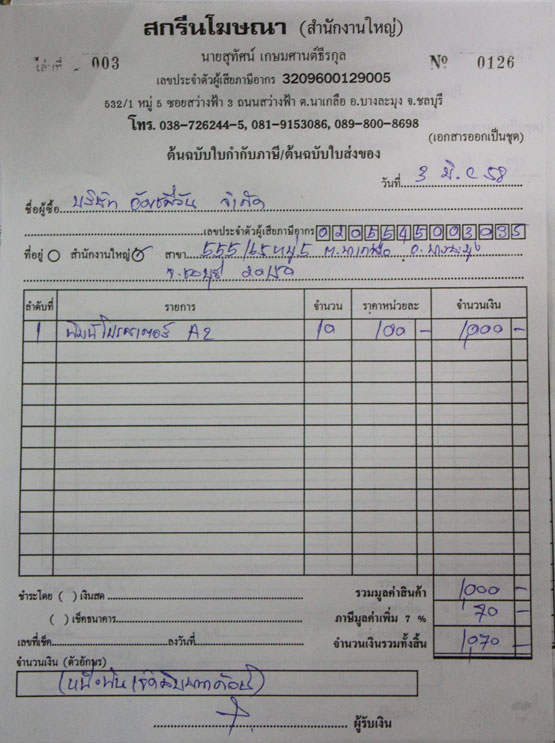 สกรีนโฆษณา (สำนักงานใหญ่)
เล่มที่ 003 นายสุทัศน์ เกษมศานต์ธีรกุล № 0126
เลขประจำตัวผู้เสียภาษีอากร 3209600129005
532/1 หมู่ 5 ซอยสว่างฟ้า 3 ถนนสว่างฟ้า ต.นาเกลือ อ.บางละมุง จ.ชลบุรี
โทร. 038-726244-5, 081-9153086, 089-800-8698
(เอกสารออกเป็นชุด)
ต้นฉบับใบกำกับภาษี/ต้นฉบับใบส่งของ
วันที่ 3 มิ.ย 58
ชื่อผู้ซื้อ บริษัท จำกัด
เลขประจำตัวผู้เสียภาษีอากร 0205545003035
ที่อยู่ สำนักงานใหญ่ สาขา 555/65 หมู่ 5 ต.นาเกลือ อ.บางละมุง
จ.ชลบุรี 20150
ลำดับที่ รายการ จำนวน ราคาหน่วยละ จำนวนเงิน
1 A2 10 100 - 1,000 -
ชำระโดย ( ) เงินสด รวมมูลค่าสินค้า 1,000 -
( ) เช็คธนาคาร ภาษีมูลค่าเพิ่ม 7 % 70 -
เลขที่เช็ค ลงวันที่ จำนวนเงินรวมทั้งสิ้น 1,070 -
จำนวนเงิน (ตัวอักษร)
(หนึ่งพันเจ็ดสิบบาทถ้วน)
ผู้รับเงิน